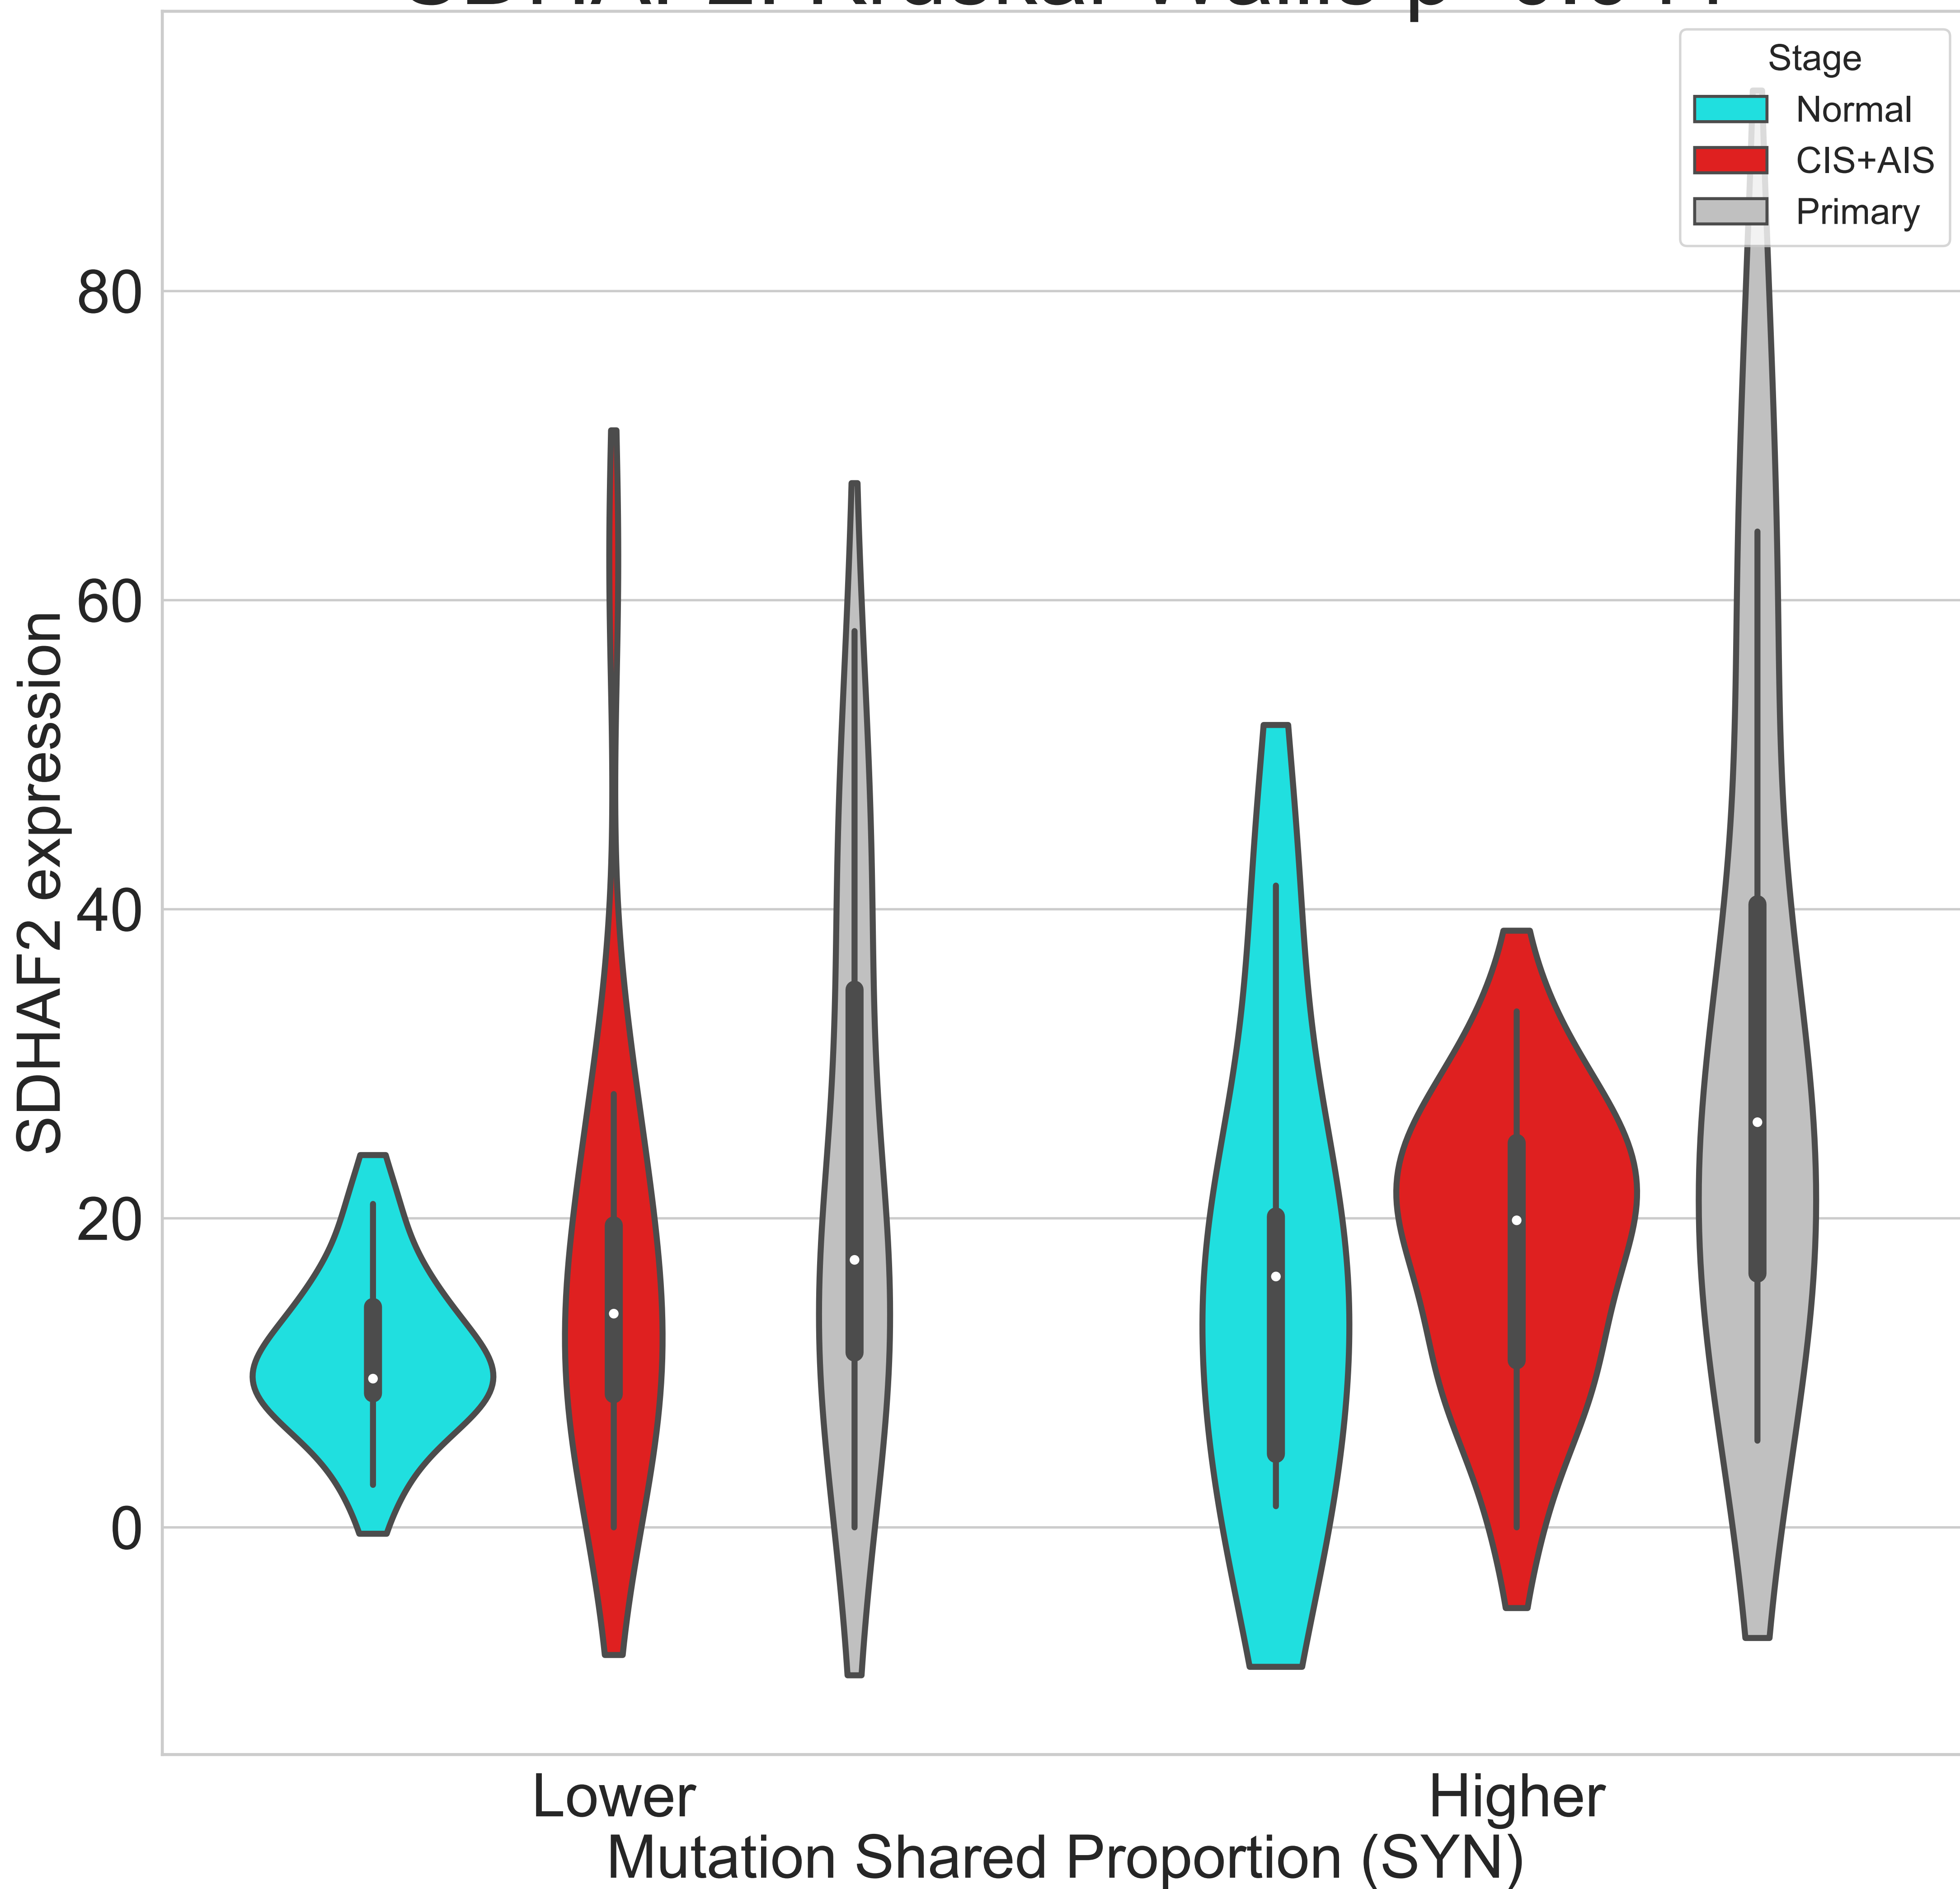 Stage
Normal
CIS+AIS
Primary
80
60
40
20
0
SDHAF2 expression
Lower
Higher
Mutation Shared Proportion (SYN)